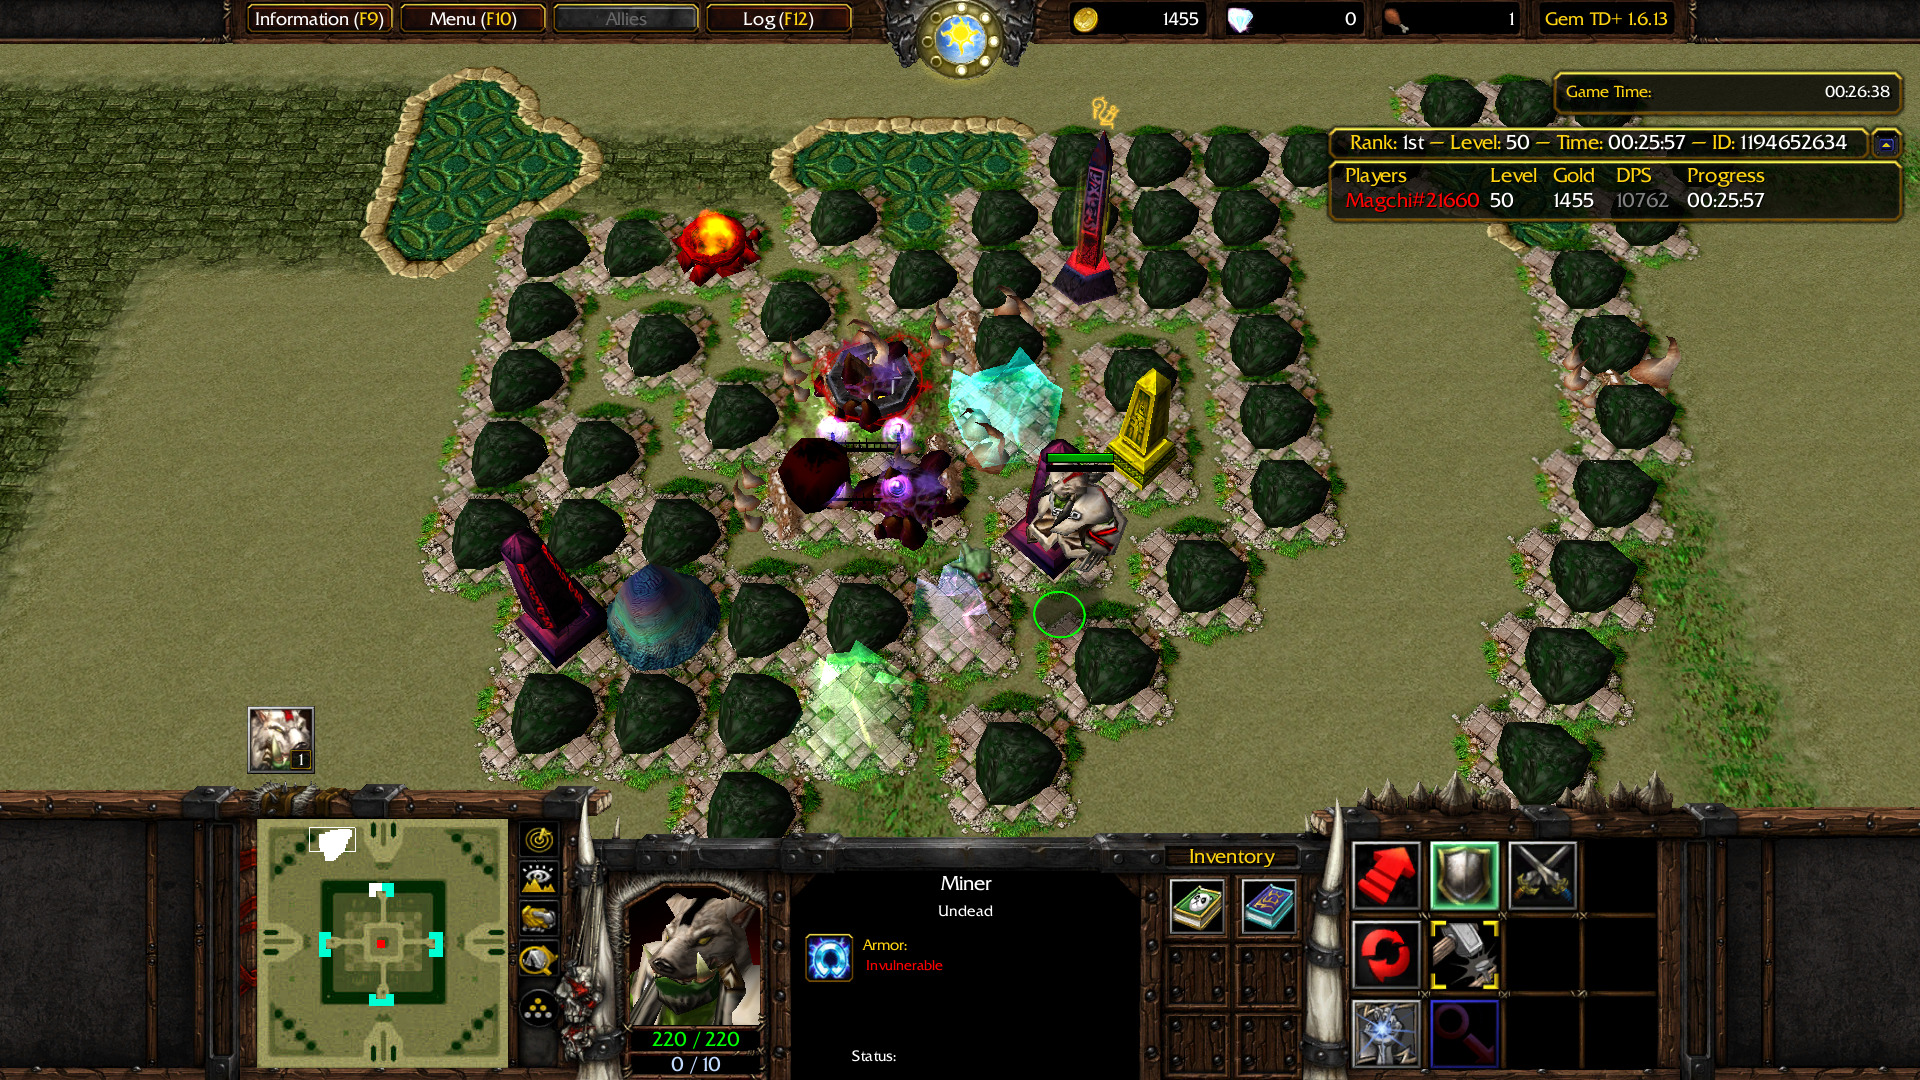 Information (F9) Menu (F10) Allies Log (F12) 1455 0 1 Gem TD+ 1.6.13
Game Time: 00:26:38
Rank: 1st — Level: 50 — Time: 00:25:57 — ID: 1194652634
Players Level Gold DPS Progress
Magchi#21660 50 1455 10762 00:25:57
1
Inventory
Miner
Undead
Armor:
Invulnerable
220 / 220
0 / 10
Status: